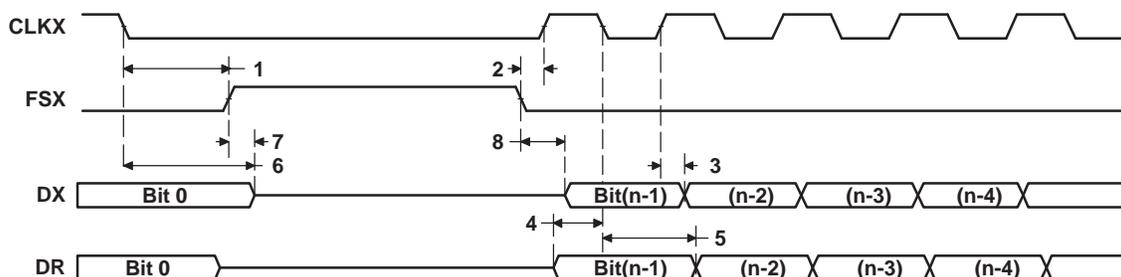 CLKX
1
2
FSX
7
8
6
3
DX
Bit 0
Bit(n-1)
(n-2)
(n-3)
(n-4)
4
5
DR
Bit 0
Bit(n-1)
(n-2)
(n-3)
(n-4)